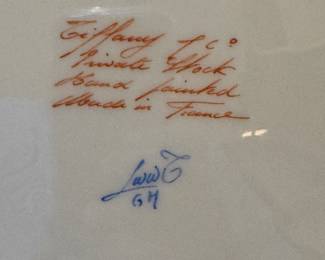 Tiffany & Co
Private Stock
Hand painted
Made in France
GM